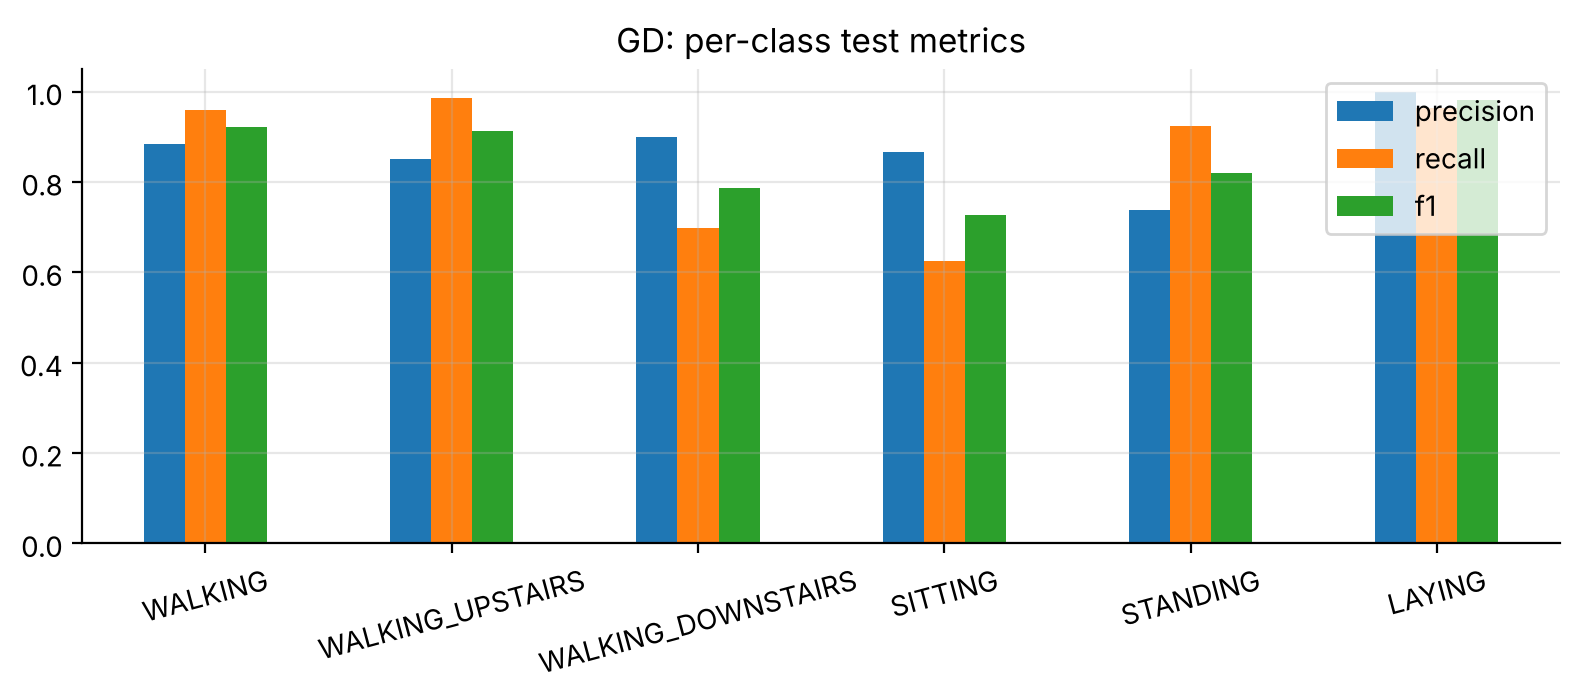 GD: per-class test metrics
1.0
0.8
0.6
0.4
0.2
0.0
precision
recall
f1
WALKING
WALKING_UPSTAIRS
WALKING_DOWNSTAIRS
SITTING
STANDING
LAYING